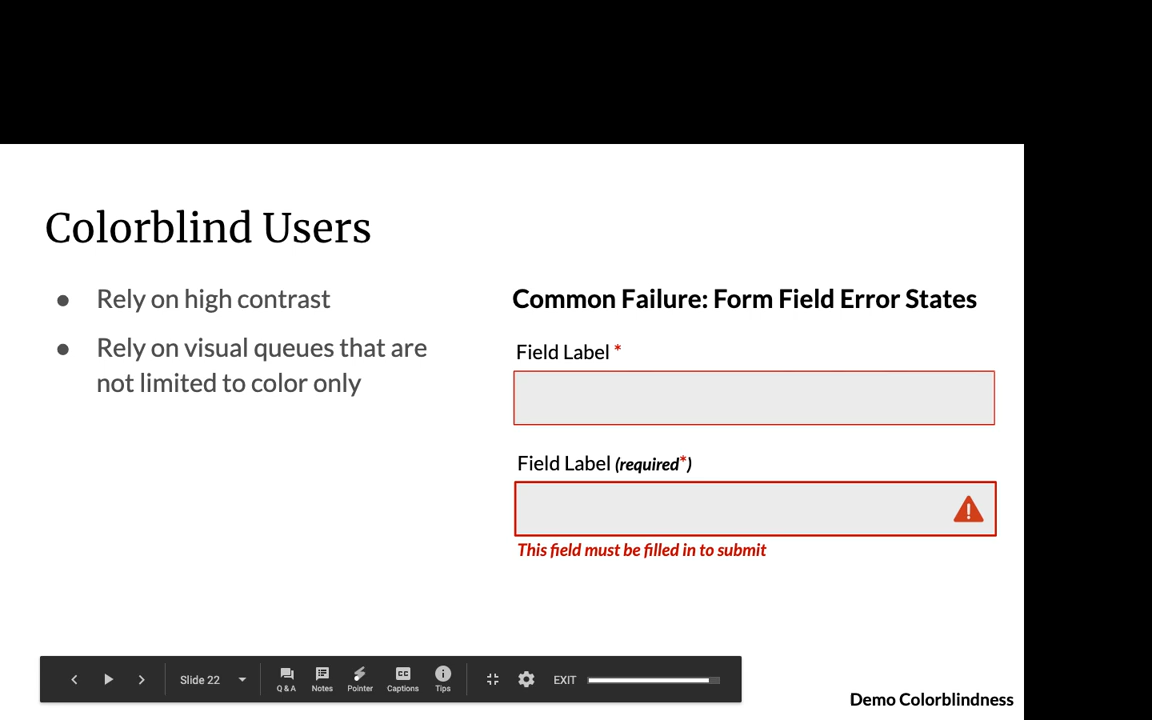 Colorblind Users
● Rely on high contrast
● Rely on visual queues that are
not limited to color only
Common Failure: Form Field Error States
Field Label *
Field Label (required*)
This field must be filled in to submit
Slide 22
Q & A
Notes
Pointer
CC
Captions
Tips
EXIT
Demo Colorblindness